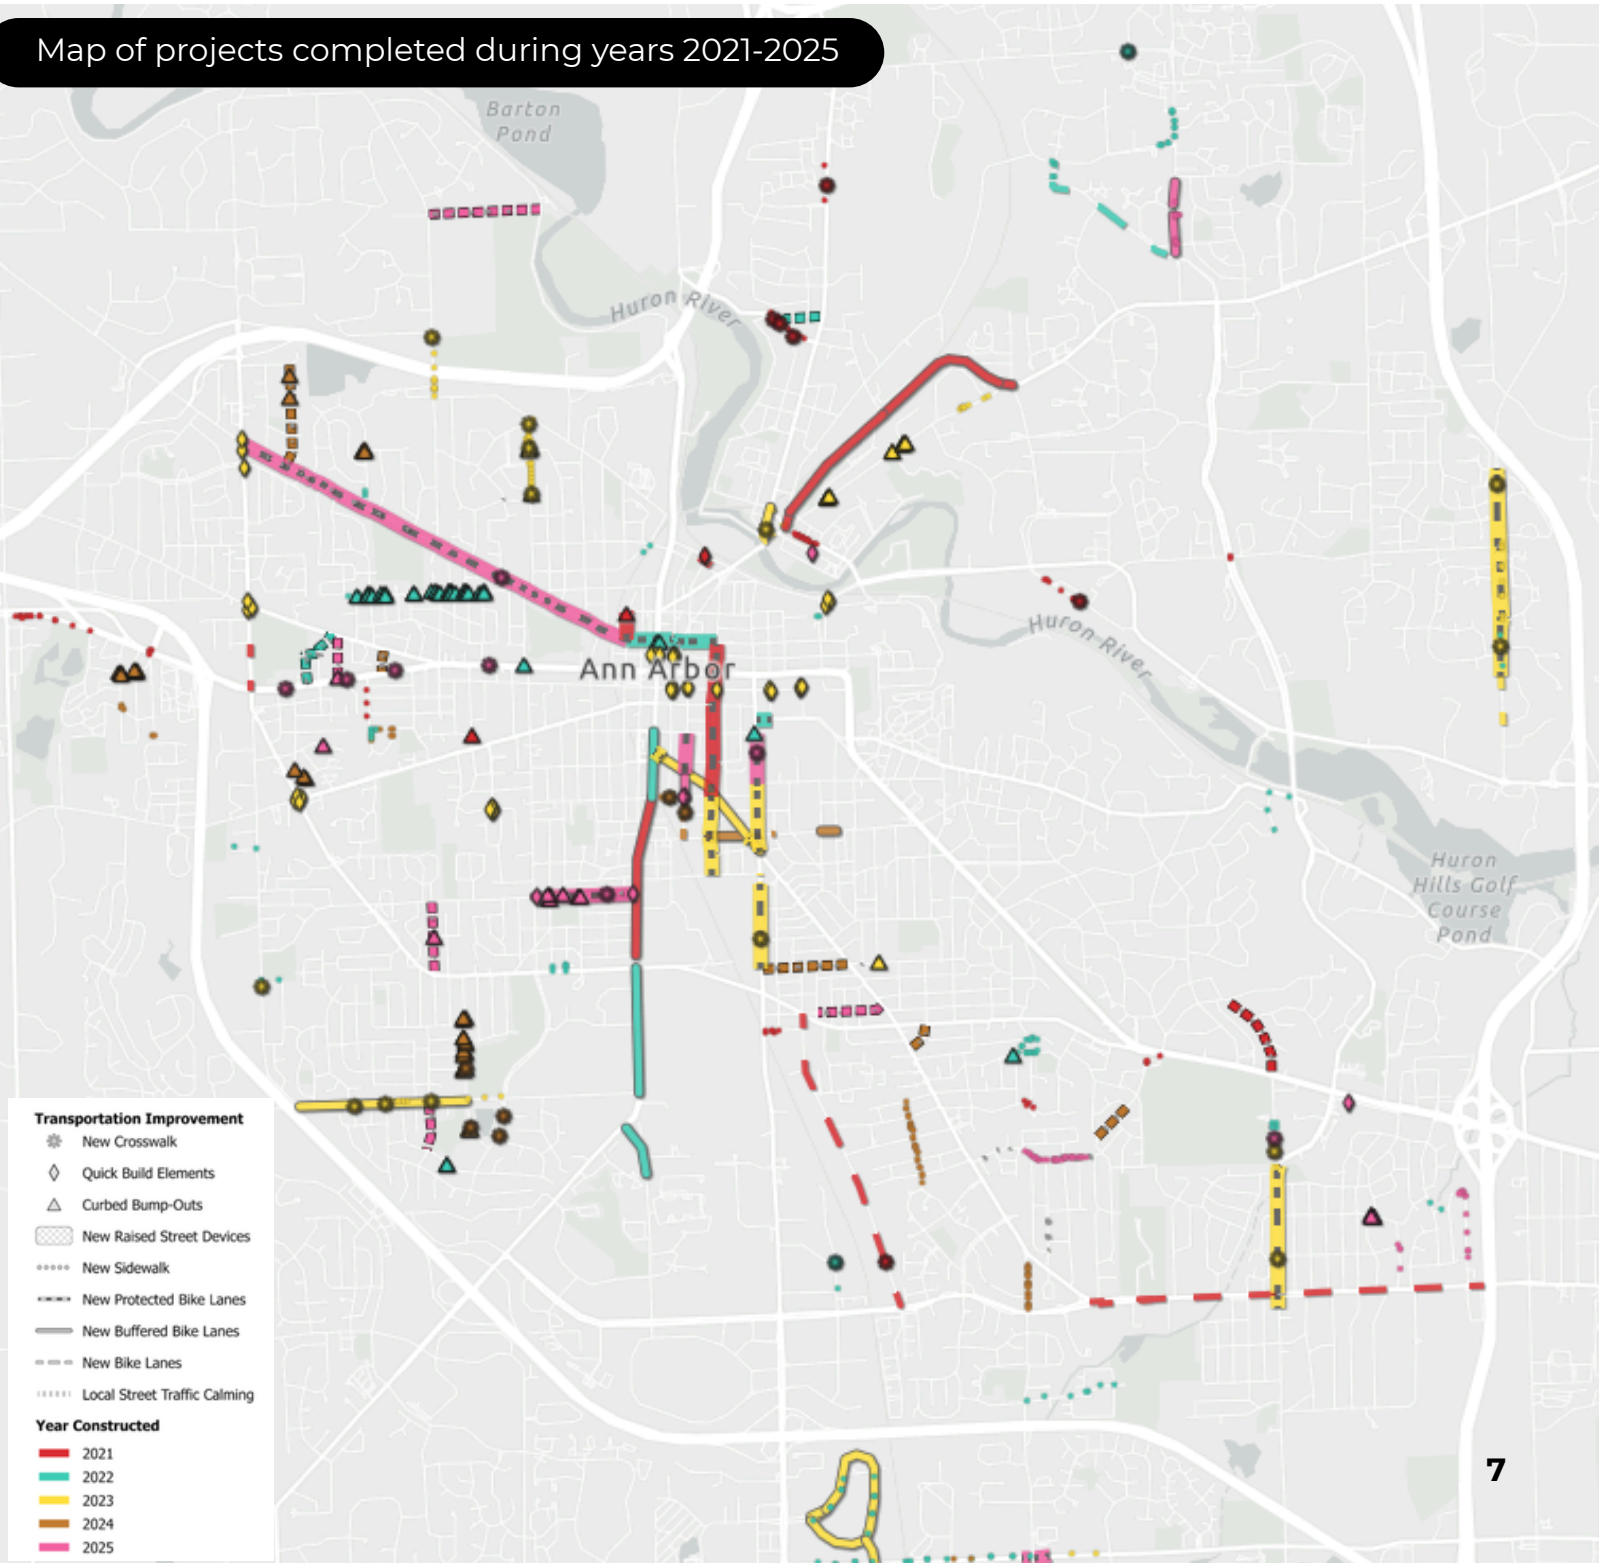 Map of projects completed during years 2021-2025
Barton
Pond
Huron River
Huron River
Ann Arbor
Huron
Hills Golf
Course
Pond
Transportation Improvement
New Crosswalk
Quick Build Elements
Curbed Bump-Outs
New Raised Street Devices
New Sidewalk
New Protected Bike Lanes
New Buffered Bike Lanes
New Bike Lanes
Local Street Traffic Calming
Year Constructed
2021
2022
2023
2024
2025
7